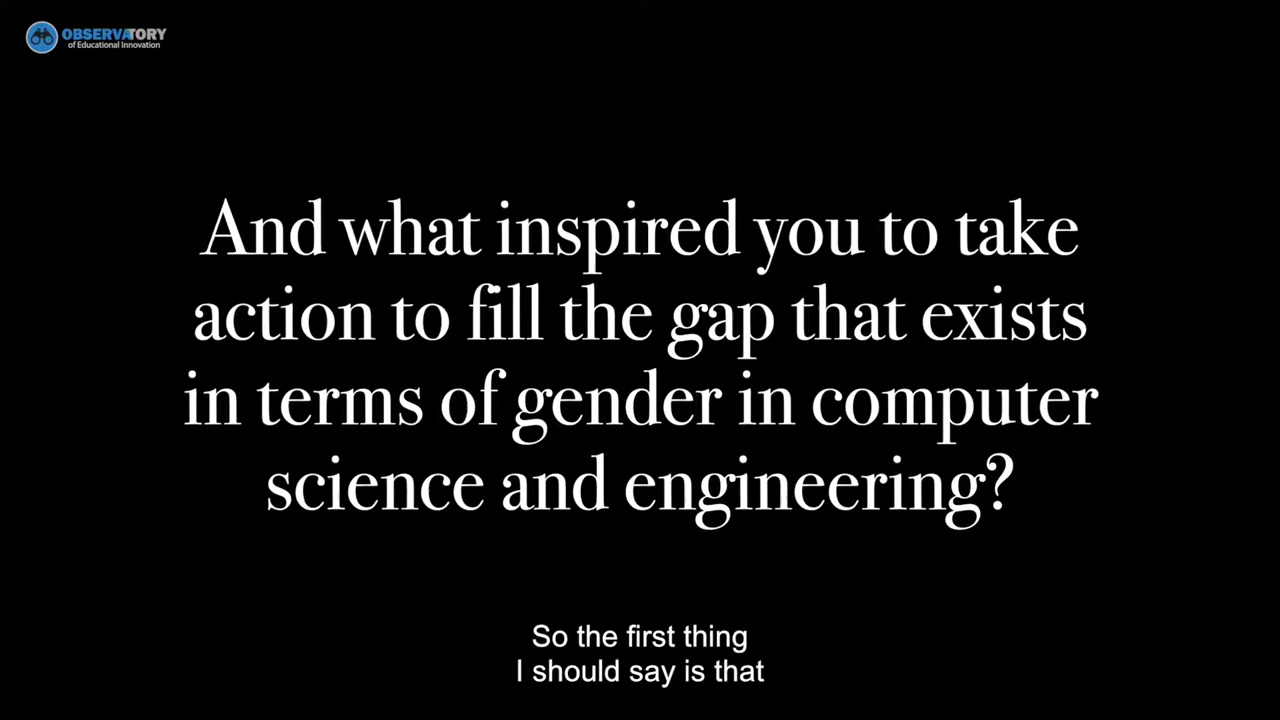 OBSERVATORY
of Educational Innovation
And what inspired you to take
action to fill the gap that exists
in terms of gender in computer
science and engineering?
So the first thing
I should say is that